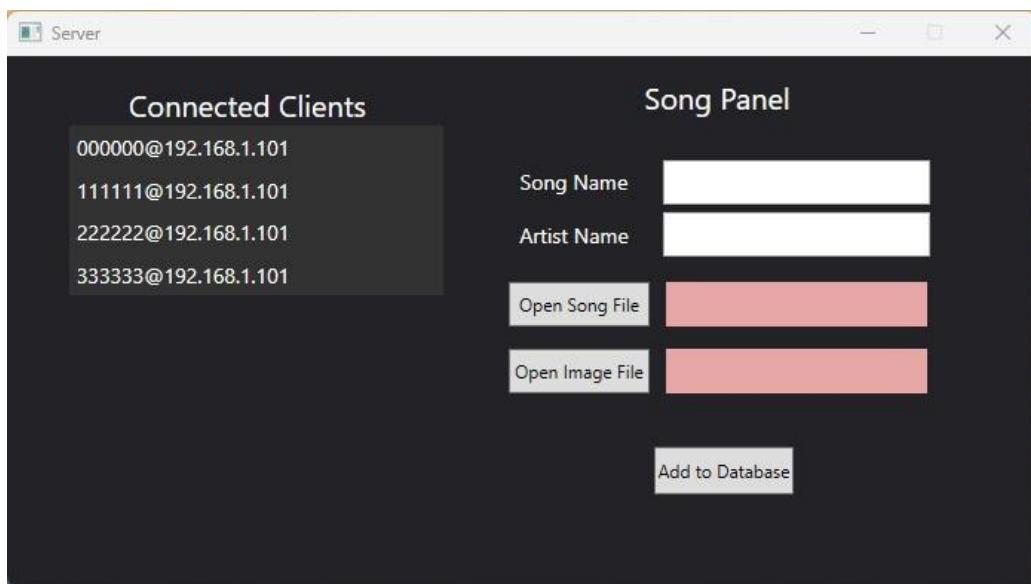 Server
Connected Clients
000000@192.168.1.101
111111@192.168.1.101
222222@192.168.1.101
333333@192.168.1.101
Song Panel
Song Name
Artist Name
Open Song File
Open Image File
Add to Database